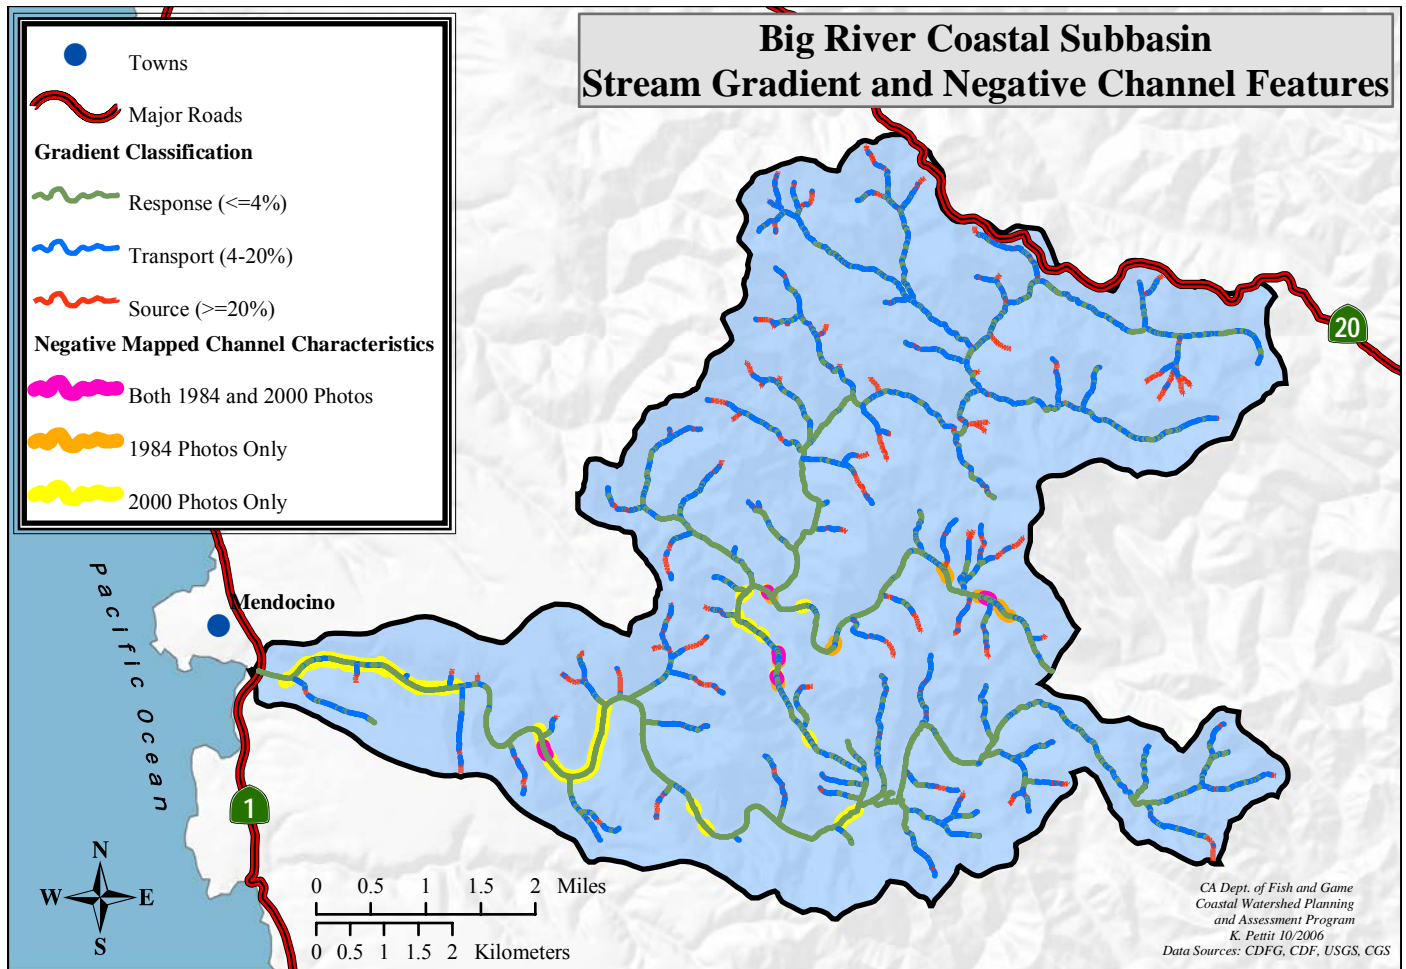 Big River Coastal Subbasin
Stream Gradient and Negative Channel Features
Towns
Major Roads
Gradient Classification
Response (<=4%)
Transport (4-20%)
Source (>=20%)
Negative Mapped Channel Characteristics
Both 1984 and 2000 Photos
1984 Photos Only
2000 Photos Only
20
Pacific Ocean
Mendocino
1
N
W E
S
0 0.5 1 1.5 2 Miles
0 0.5 1 1.5 2 Kilometers
CA Dept. of Fish and Game
Coastal Watershed Planning
and Assessment Program
K. Pettit 10/2006
Data Sources: CDFG, CDF, USGS, CGS